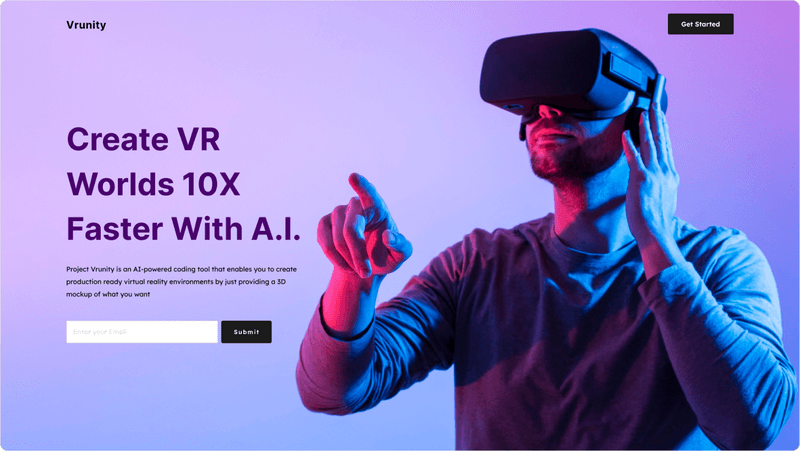 Vrunity
Get Started
Create VR
Worlds 10X
Faster With A.I.
Project Vrunity is an AI-powered coding tool that enables you to create
production ready virtual reality environments by just providing a 3D
mockup of what you want
Enter your Email
Submit